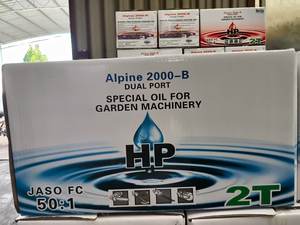 Alpine 2000-B
DUAL PORT
SPECIAL OIL FOR
GARDEN MACHINERY
HP
JASO FC
50:1
2T